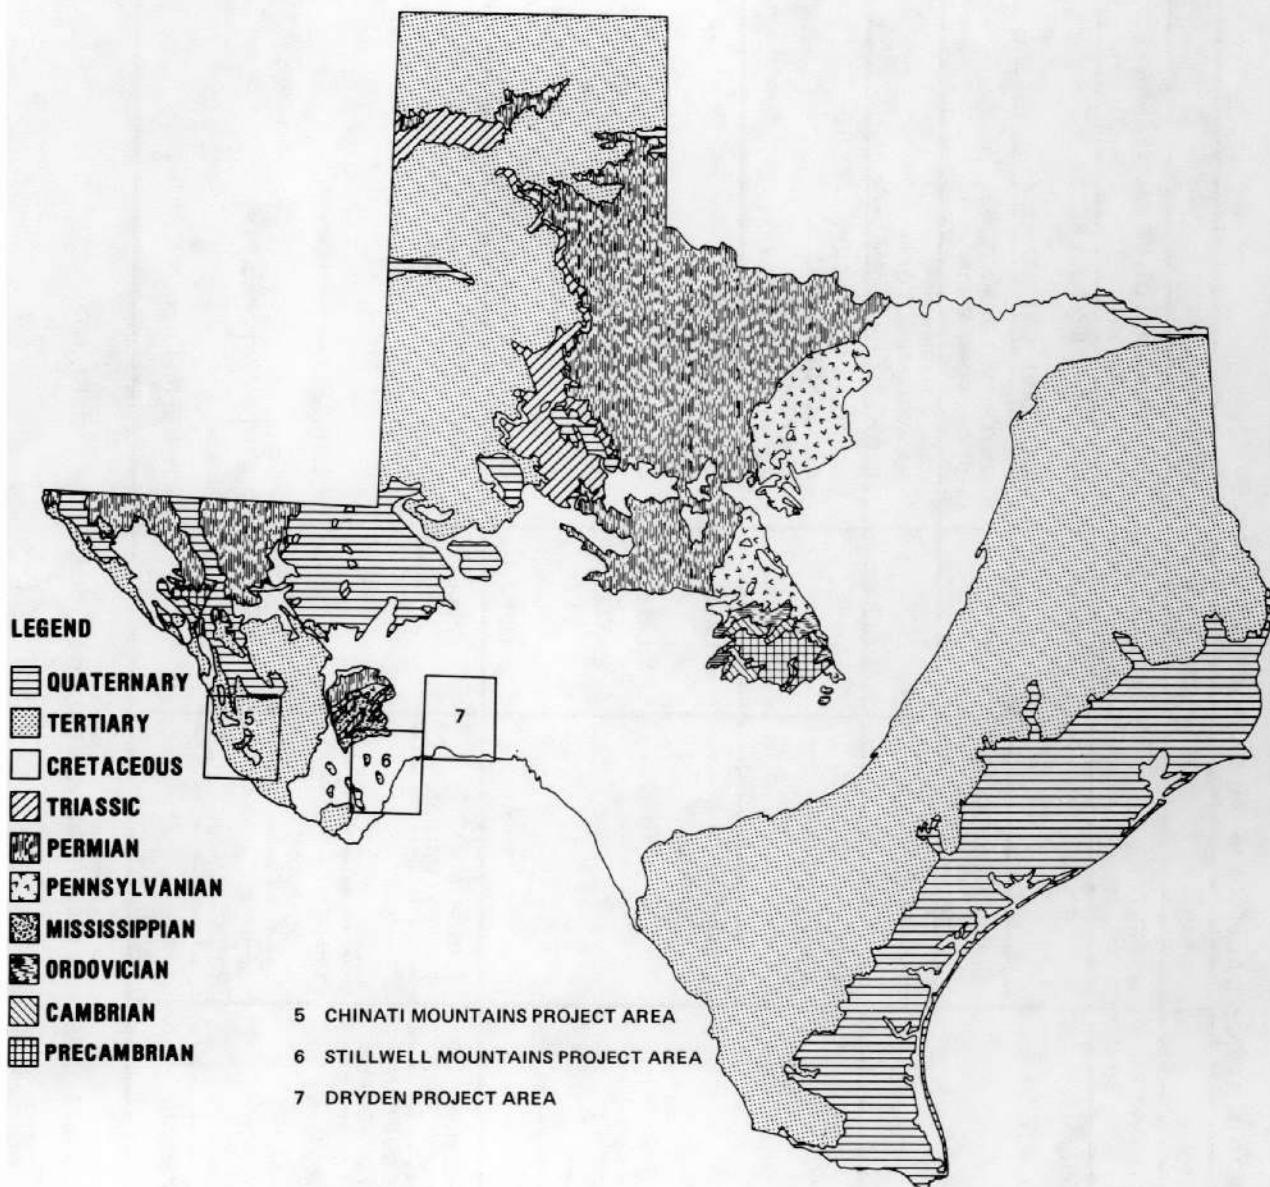 LEGEND
QUATERNARY
TERTIARY
CRETACEOUS
TRIASSIC
PERMIAN
PENNSYLVANIAN
MISSISSIPPIAN
ORDOVICIAN
CAMBRIAN
PRECAMBRIAN
5
6
7
5 CHINATI MOUNTAINS PROJECT AREA
6 STILLWELL MOUNTAINS PROJECT AREA
7 DRYDEN PROJECT AREA